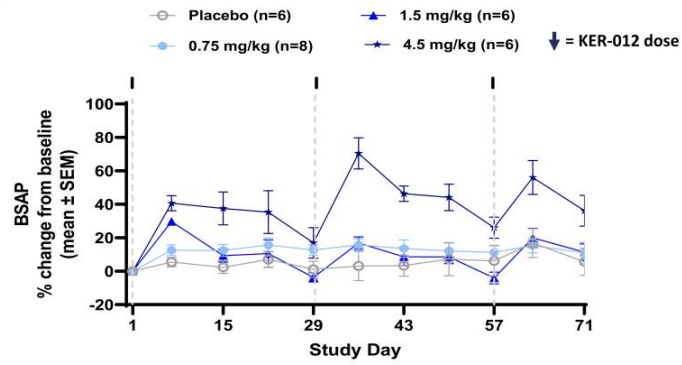 Placebo (n=6)
1.5 mg/kg (n=6)
0.75 mg/kg (n=8)
4.5 mg/kg (n=6)
= KER-012 dose
BSAP
% change from baseline
(mean ± SEM)
100
80
60
40
20
0
-20
1 15 29 43 57 71
Study Day